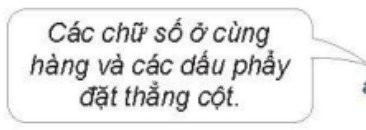 Các chữ số ở cùng
hàng và các dấu phẩy
đặt thẳng cột.